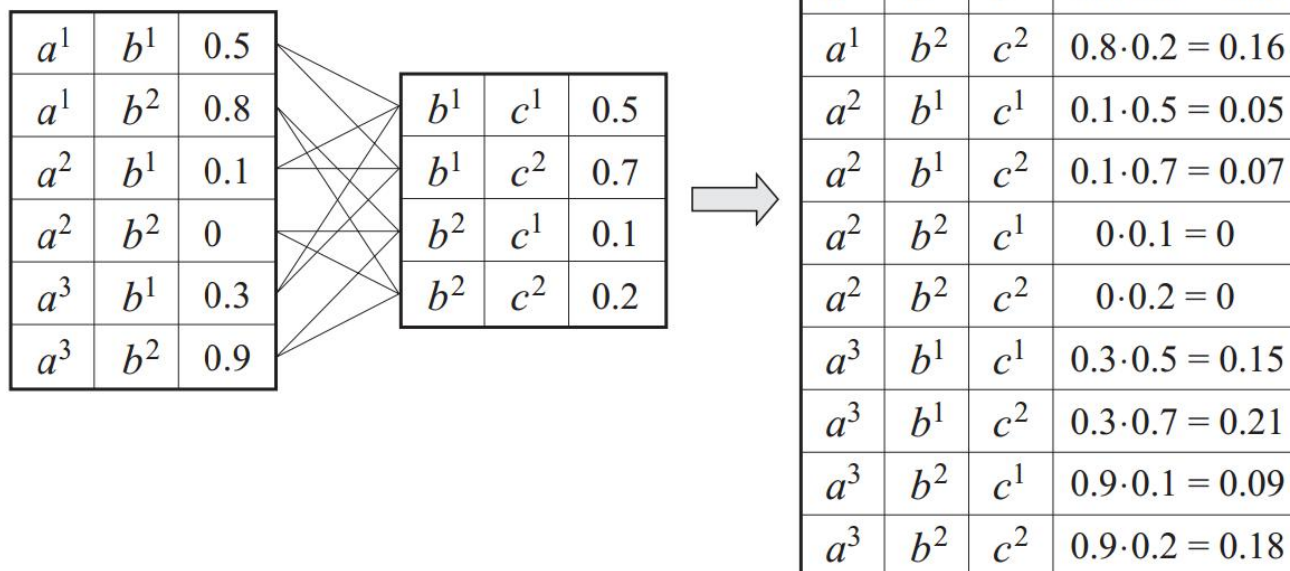 a¹ b¹ 0.5
a¹ b² 0.8
a² b¹ 0.1
a² b² 0
a³ b¹ 0.3
a³ b² 0.9
b¹ c¹ 0.5
b¹ c² 0.7
b² c¹ 0.1
b² c² 0.2
a¹ b² c² 0.8·0.2 = 0.16
a² b¹ c¹ 0.1·0.5 = 0.05
a² b¹ c² 0.1·0.7 = 0.07
a² b² c¹ 0·0.1 = 0
a² b² c² 0·0.2 = 0
a³ b¹ c¹ 0.3·0.5 = 0.15
a³ b¹ c² 0.3·0.7 = 0.21
a³ b² c¹ 0.9·0.1 = 0.09
a³ b² c² 0.9·0.2 = 0.18